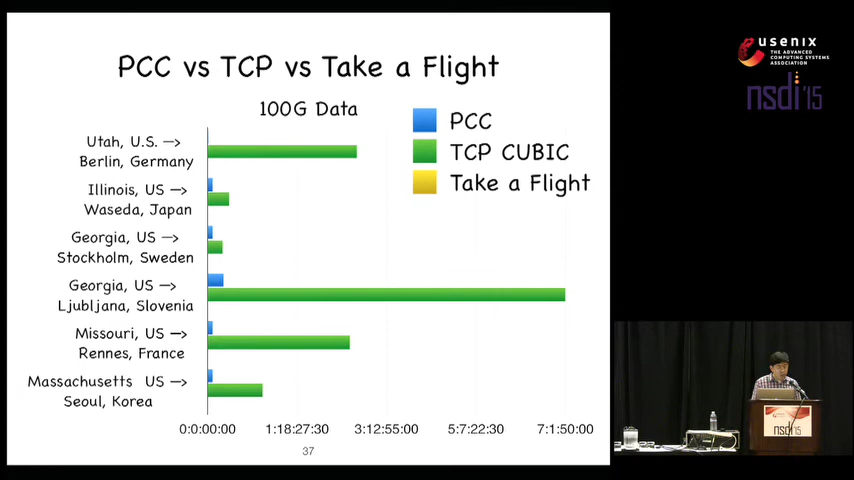 PCC vs TCP vs Take a Flight
100G Data
PCC
TCP CUBIC
Take a Flight
Utah, U.S. —>
Berlin, Germany
Illinois, US —>
Waseda, Japan
Georgia, US —>
Stockholm, Sweden
Georgia, US —>
Ljubljana, Slovenia
Missouri, US —>
Rennes, France
Massachusetts US —>
Seoul, Korea
0:0:00:00
1:18:27:30
3:12:55:00
5:7:22:30
7:1:50:00
37
usenix
THE ADVANCED
COMPUTING SYSTEMS
ASSOCIATION
nsdi'15
nsdi'15